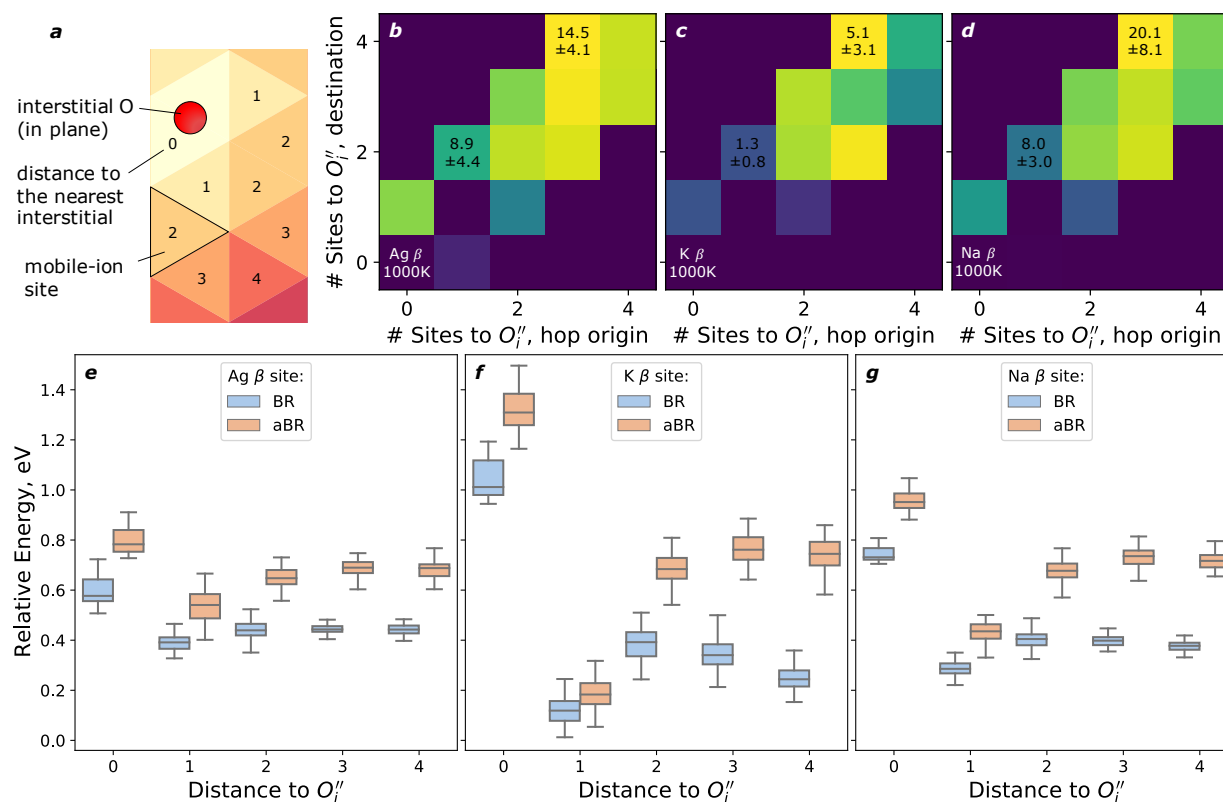 a
interstitial O
(in plane)
distance to
the nearest
interstitial
mobile-ion
site
0
1
2
1
2
2
3
3
4
# Sites to O''i, destination
4
2
0
b
14.5
±4.1
8.9
±4.4
Ag β
1000K
0 2 4
# Sites to O''i, hop origin
c
5.1
±3.1
1.3
±0.8
K β
1000K
0 2 4
# Sites to O''i, hop origin
d
20.1
±8.1
8.0
±3.0
Na β
1000K
0 2 4
# Sites to O''i, hop origin
Relative Energy, eV
1.4
1.2
1.0
0.8
0.6
0.4
0.2
0.0
e
Ag β site:
BR
aBR
0 1 2 3 4
Distance to O''i
f
K β site:
BR
aBR
0 1 2 3 4
Distance to O''i
g
Na β site:
BR
aBR
0 1 2 3 4
Distance to O''i